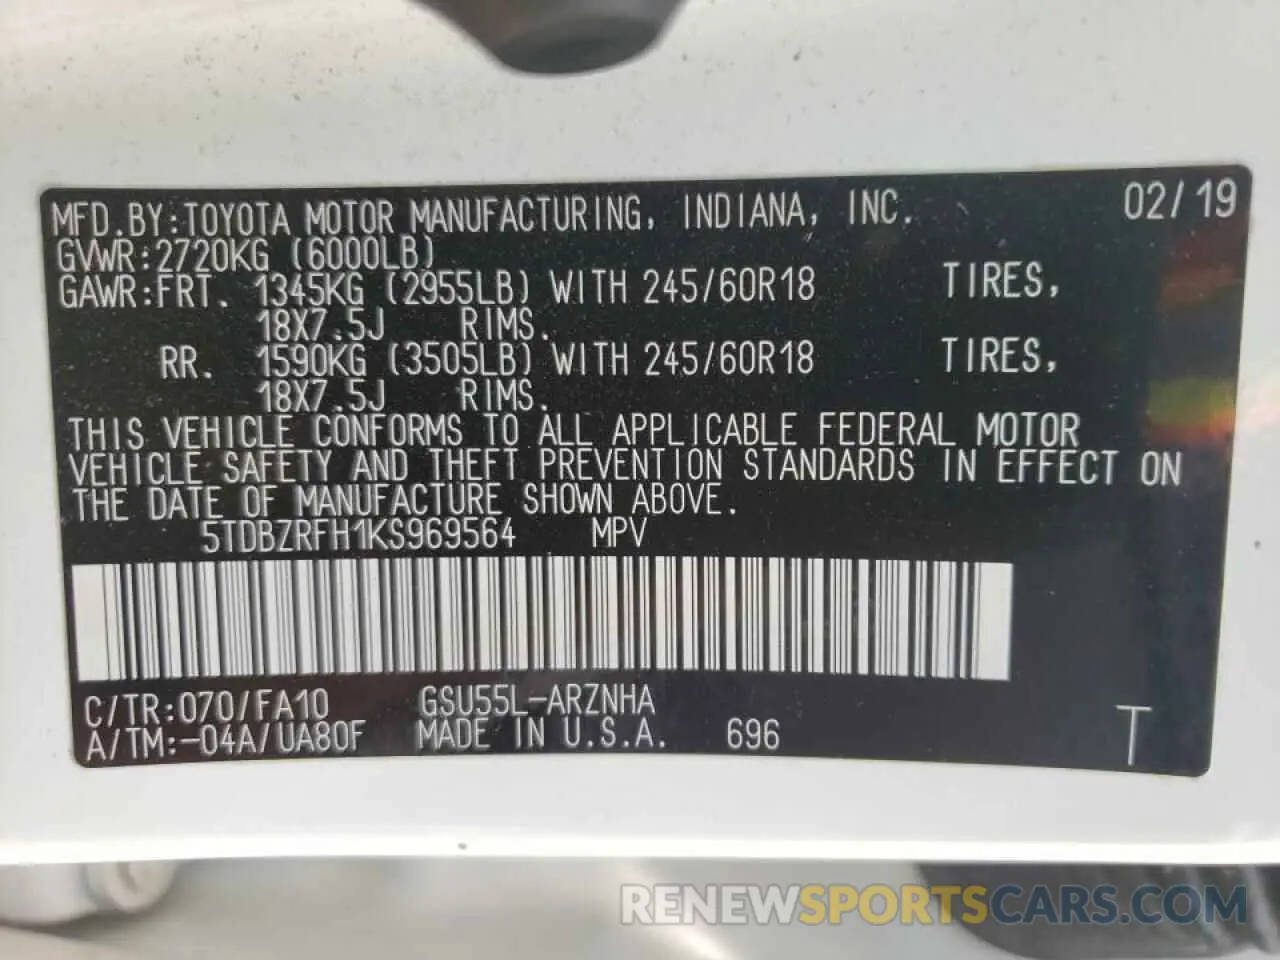 MFD.BY:TOYOTA MOTOR MANUFACTURING, INDIANA, INC. 02/19
GVWR:2720KG (6000LB)
GAWR:FRT. 1345KG (2955LB) WITH 245/60R18 TIRES,
18X7.5J RIMS.
RR. 1590KG (3505LB) WITH 245/60R18 TIRES,
18X7.5J RIMS.
THIS VEHICLE CONFORMS TO ALL APPLICABLE FEDERAL MOTOR
VEHICLE SAFETY AND THEFT PREVENTION STANDARDS IN EFFECT ON
THE DATE OF MANUFACTURE SHOWN ABOVE.
5TDBZRFH1KS969564 MPV
C/TR:070/FA10 GSU55L-ARZNHA
A/TM:-04A/UA80F MADE IN U.S.A. 696 T
RENEWSPORTSCARS.COM